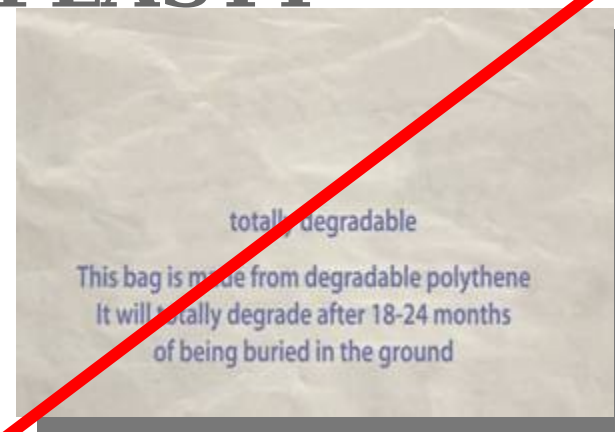 totally degradable
This bag is made from degradable polythene
It will totally degrade after 18-24 months
of being buried in the ground